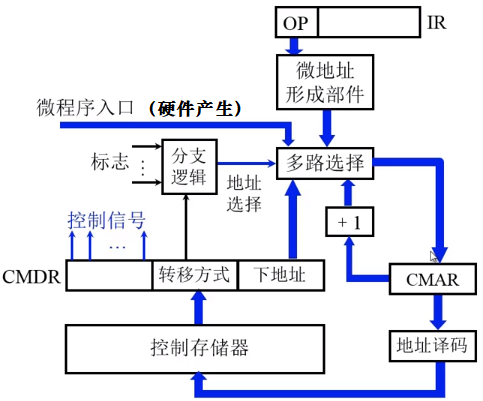 OP
IR
微地址
形成部件
微程序入口（硬件产生）
标志
⋮
分支
逻辑
地址
选择
多路选择
控制信号
…
+ 1
CMDR
转移方式
下地址
CMAR
控制存储器
地址译码